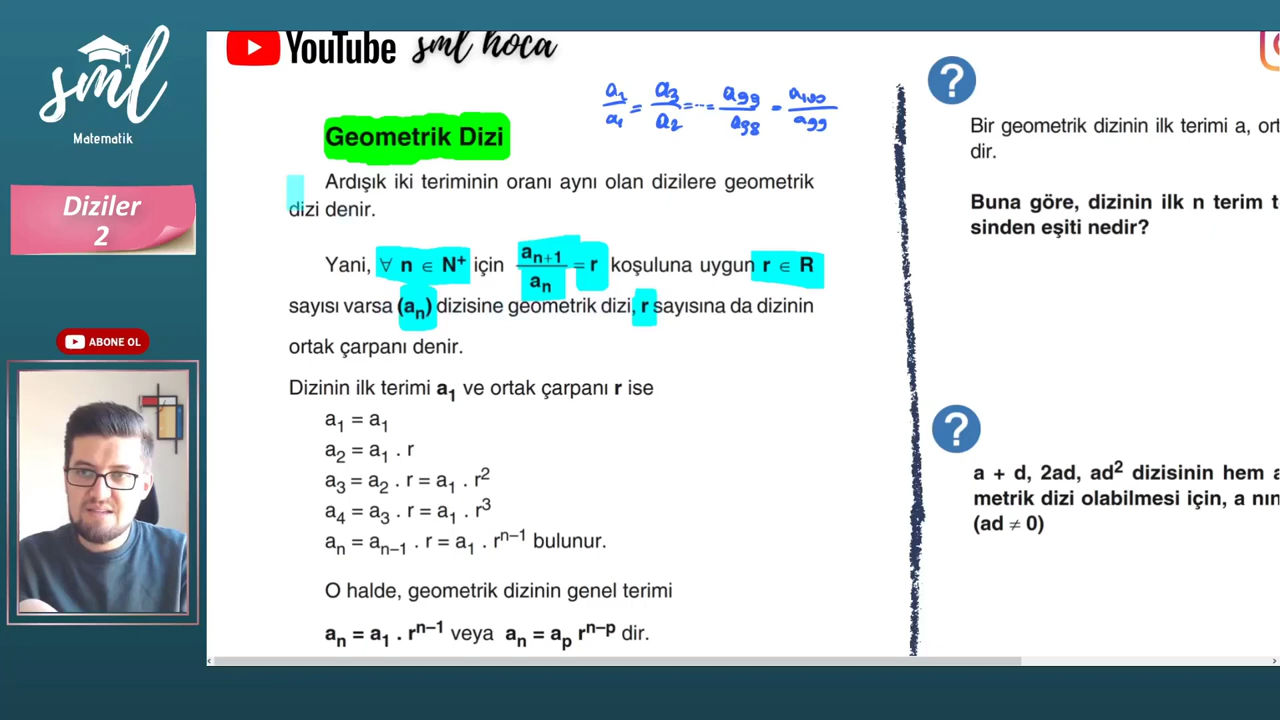 sml
Matematik
Diziler
2
ABONE OL
YouTube sml hoca
a₂/a₁ = a₃/a₂ = ... = a₉₉/a₉₈ = a₁₀₀/a₉₉
Geometrik Dizi
Ardışık iki teriminin oranı aynı olan dizilere geometrik
dizi denir.
Yani, ∀ n ∈ N⁺ için aₙ₊₁/aₙ = r koşuluna uygun r ∈ R
sayısı varsa (aₙ) dizisine geometrik dizi, r sayısına da dizinin
ortak çarpanı denir.
Dizinin ilk terimi a₁ ve ortak çarpanı r ise
a₁ = a₁
a₂ = a₁ . r
a₃ = a₂ . r = a₁ . r²
a₄ = a₃ . r = a₁ . r³
aₙ = aₙ₋₁ . r = a₁ . rⁿ⁻¹ bulunur.
O halde, geometrik dizinin genel terimi
aₙ = a₁ . rⁿ⁻¹ veya aₙ = aₚ rⁿ⁻ᵖ dir.
?
Bir geometrik dizinin ilk terimi a, ort
dir.
Buna göre, dizinin ilk n terim t
sinden eşiti nedir?
?
a + d, 2ad, ad² dizisinin hem a
metrik dizi olabilmesi için, a nın
(ad ≠ 0)